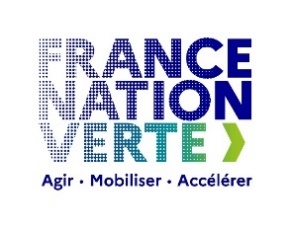 FRANCE
NATION
VERTE
Agir • Mobiliser • Accélérer